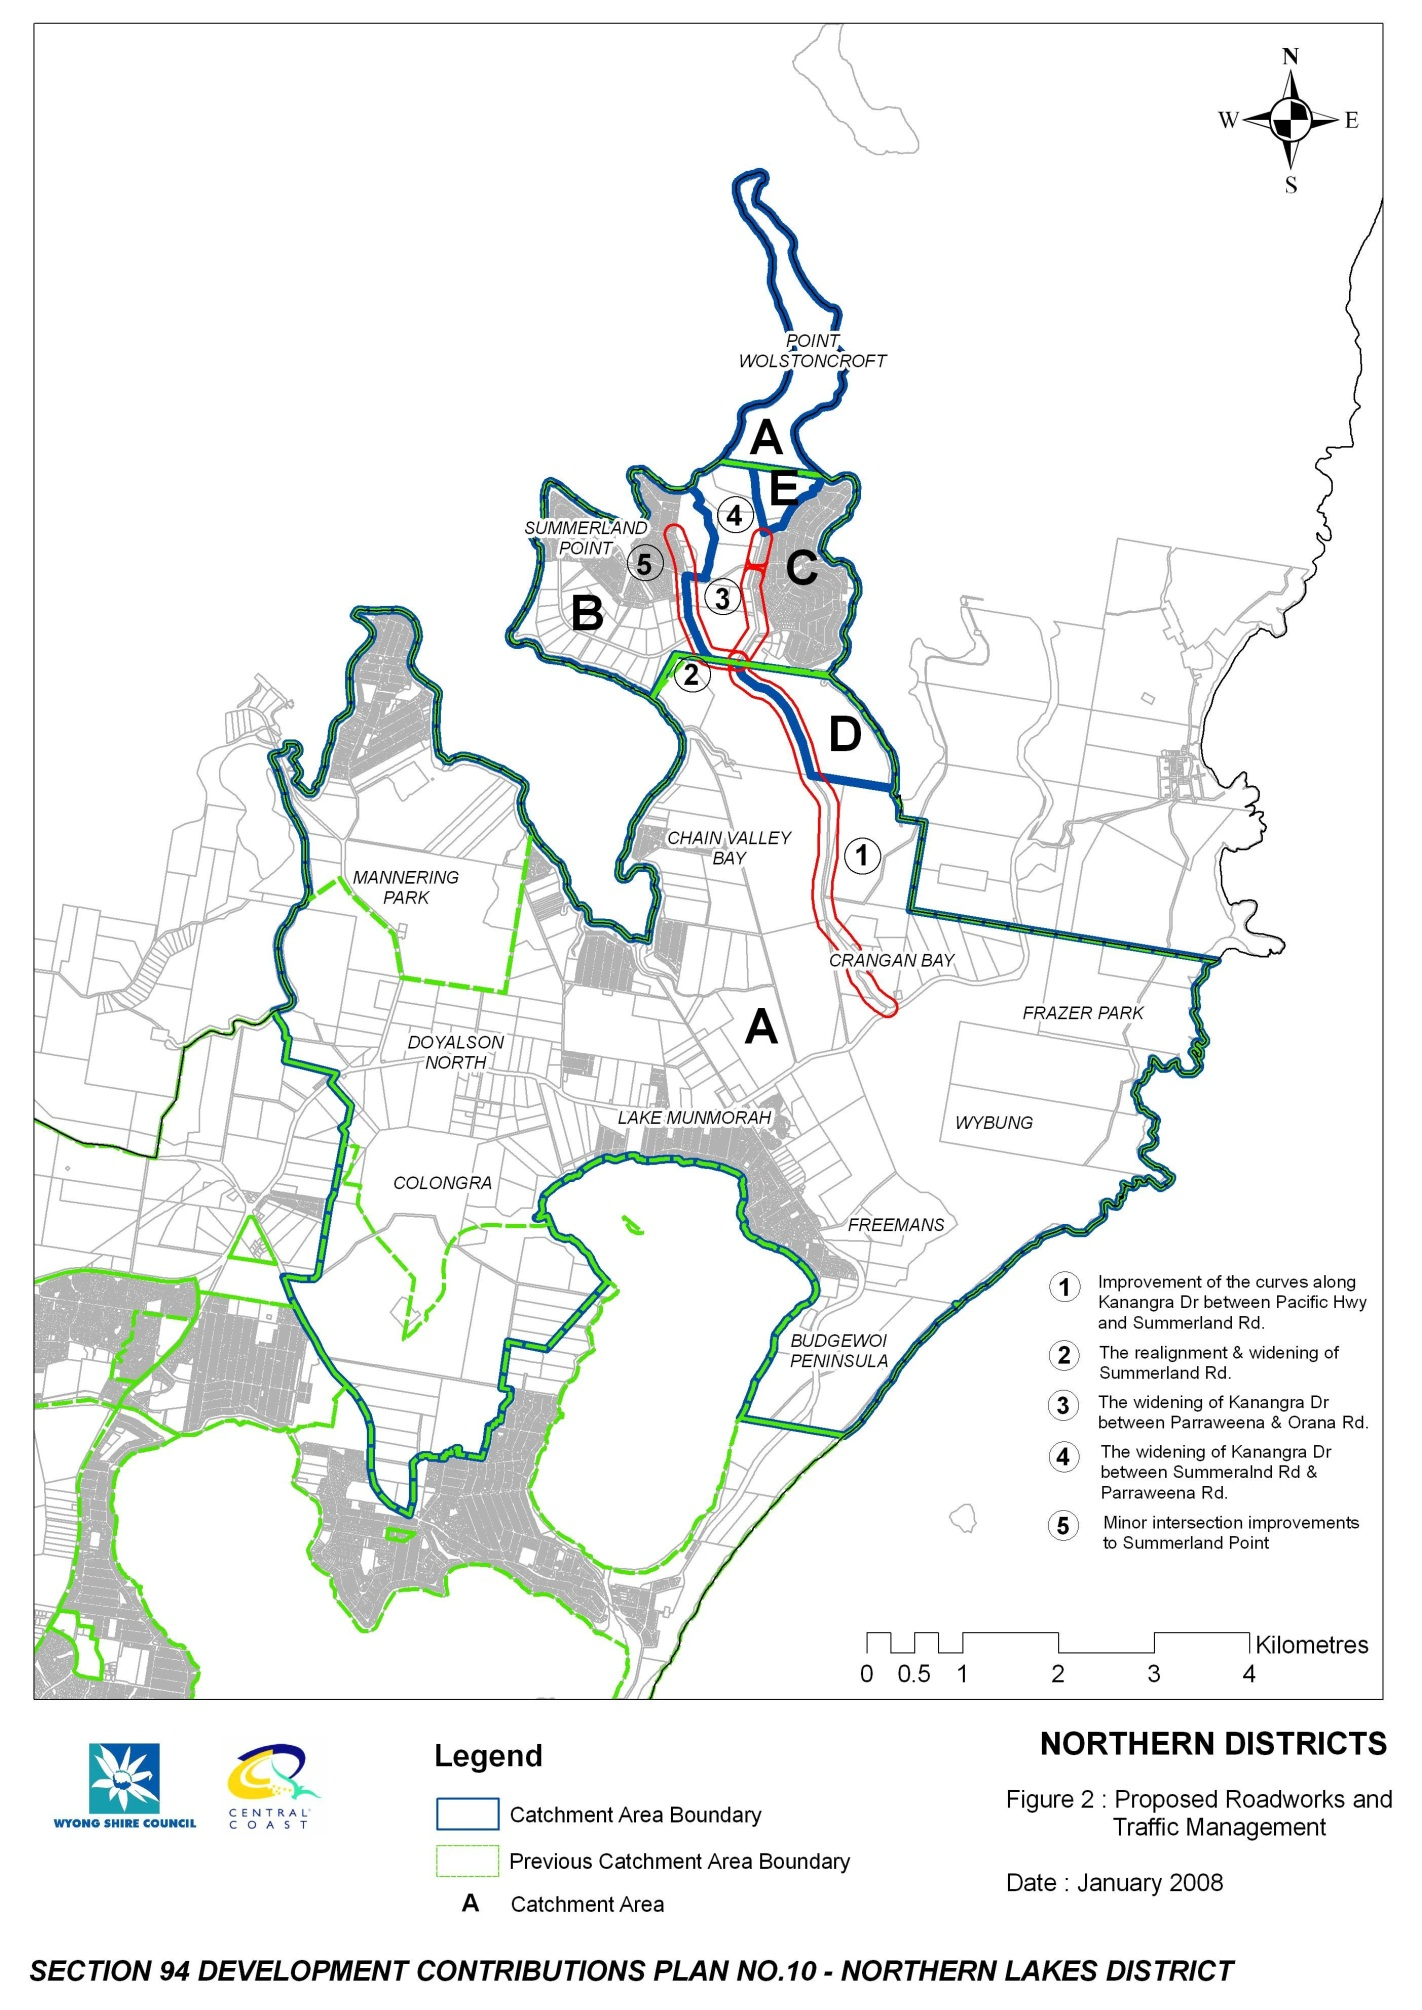 N
W E
S
POINT
WOLSTONCROFT
A
E
4
SUMMERLAND
POINT
5
C
3
B
2
D
CHAIN VALLEY
BAY
1
MANNERING
PARK
CRANGAN BAY
A
FRAZER PARK
DOYALSON
NORTH
LAKE MUNMORAH
WYBUNG
COLONGRA
FREEMANS
BUDGEWOI
PENINSULA
1 Improvement of the curves along
Kanangra Dr between Pacific Hwy
and Summerland Rd.
2 The realignment & widening of
Summerland Rd.
3 The widening of Kanangra Dr
between Parraweena & Orana Rd.
4 The widening of Kanangra Dr
between Summeralnd Rd &
Parraweena Rd.
5 Minor intersection improvements
to Summerland Point
Kilometres
0 0.5 1 2 3 4
WYONG SHIRE COUNCIL
CENTRAL
COAST
Legend
Catchment Area Boundary
Previous Catchment Area Boundary
A Catchment Area
NORTHERN DISTRICTS
Figure 2 : Proposed Roadworks and
Traffic Management
Date : January 2008
SECTION 94 DEVELOPMENT CONTRIBUTIONS PLAN NO.10 - NORTHERN LAKES DISTRICT